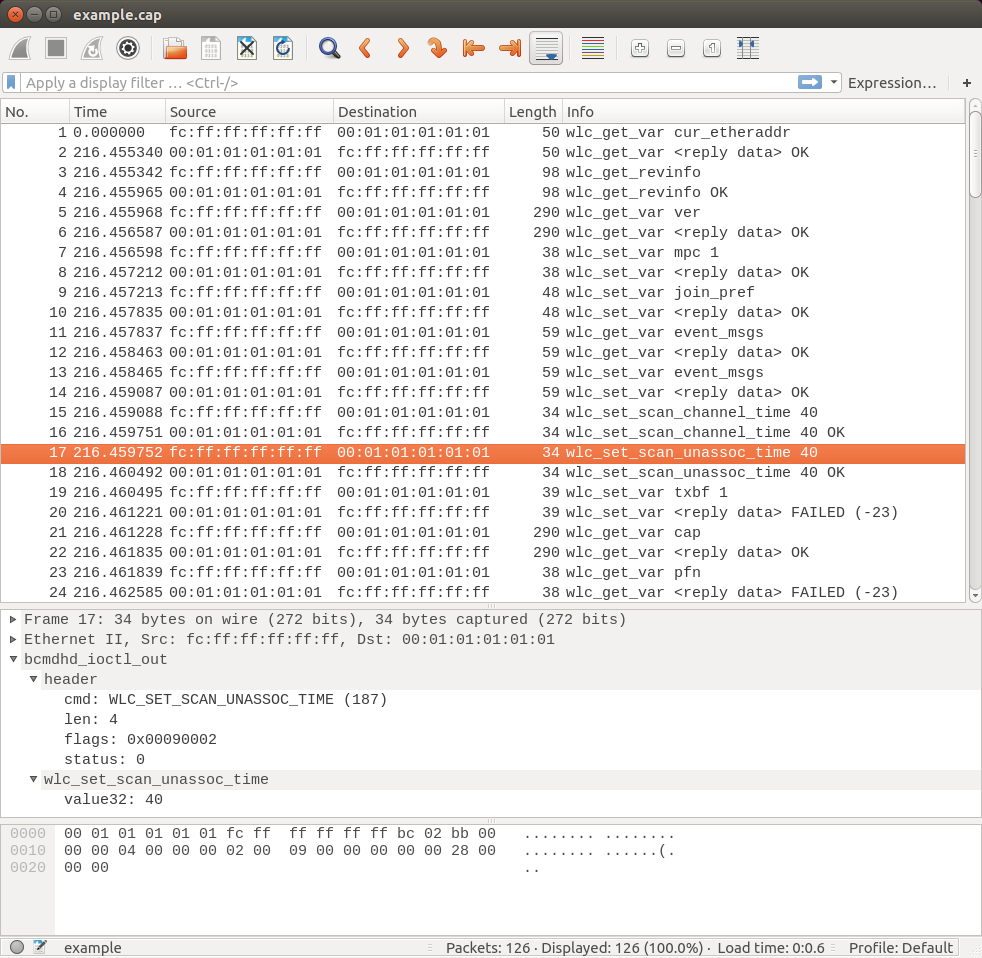 example.cap
Apply a display filter … <Ctrl-/> Expression… +
No. Time Source Destination Length Info
1 0.000000 fc:ff:ff:ff:ff:ff 00:01:01:01:01:01 50 wlc_get_var cur_etheraddr
2 216.455340 00:01:01:01:01:01 fc:ff:ff:ff:ff:ff 50 wlc_get_var <reply data> OK
3 216.455342 fc:ff:ff:ff:ff:ff 00:01:01:01:01:01 98 wlc_get_revinfo
4 216.455965 00:01:01:01:01:01 fc:ff:ff:ff:ff:ff 98 wlc_get_revinfo OK
5 216.455968 fc:ff:ff:ff:ff:ff 00:01:01:01:01:01 290 wlc_get_var ver
6 216.456587 00:01:01:01:01:01 fc:ff:ff:ff:ff:ff 290 wlc_get_var <reply data> OK
7 216.456598 fc:ff:ff:ff:ff:ff 00:01:01:01:01:01 38 wlc_set_var mpc 1
8 216.457212 00:01:01:01:01:01 fc:ff:ff:ff:ff:ff 38 wlc_set_var <reply data> OK
9 216.457213 fc:ff:ff:ff:ff:ff 00:01:01:01:01:01 48 wlc_set_var join_pref
10 216.457835 00:01:01:01:01:01 fc:ff:ff:ff:ff:ff 48 wlc_set_var <reply data> OK
11 216.457837 fc:ff:ff:ff:ff:ff 00:01:01:01:01:01 59 wlc_get_var event_msgs
12 216.458463 00:01:01:01:01:01 fc:ff:ff:ff:ff:ff 59 wlc_get_var <reply data> OK
13 216.458465 fc:ff:ff:ff:ff:ff 00:01:01:01:01:01 59 wlc_set_var event_msgs
14 216.459087 00:01:01:01:01:01 fc:ff:ff:ff:ff:ff 59 wlc_set_var <reply data> OK
15 216.459088 fc:ff:ff:ff:ff:ff 00:01:01:01:01:01 34 wlc_set_scan_channel_time 40
16 216.459751 00:01:01:01:01:01 fc:ff:ff:ff:ff:ff 34 wlc_set_scan_channel_time 40 OK
17 216.459752 fc:ff:ff:ff:ff:ff 00:01:01:01:01:01 34 wlc_set_scan_unassoc_time 40
18 216.460492 00:01:01:01:01:01 fc:ff:ff:ff:ff:ff 34 wlc_set_scan_unassoc_time 40 OK
19 216.460495 fc:ff:ff:ff:ff:ff 00:01:01:01:01:01 39 wlc_set_var txbf 1
20 216.461221 00:01:01:01:01:01 fc:ff:ff:ff:ff:ff 39 wlc_set_var <reply data> FAILED (-23)
21 216.461228 fc:ff:ff:ff:ff:ff 00:01:01:01:01:01 290 wlc_get_var cap
22 216.461835 00:01:01:01:01:01 fc:ff:ff:ff:ff:ff 290 wlc_get_var <reply data> OK
23 216.461839 fc:ff:ff:ff:ff:ff 00:01:01:01:01:01 38 wlc_get_var pfn
24 216.462585 00:01:01:01:01:01 fc:ff:ff:ff:ff:ff 38 wlc_get_var <reply data> FAILED (-23)
Frame 17: 34 bytes on wire (272 bits), 34 bytes captured (272 bits)
Ethernet II, Src: fc:ff:ff:ff:ff:ff, Dst: 00:01:01:01:01:01
bcmdhd_ioctl_out
header
cmd: WLC_SET_SCAN_UNASSOC_TIME (187)
len: 4
flags: 0x00090002
status: 0
wlc_set_scan_unassoc_time
value32: 40
0000 00 01 01 01 01 01 fc ff ff ff ff ff bc 02 bb 00 ........ ........
0010 00 00 04 00 00 00 02 00 09 00 00 00 00 00 28 00 ........ ......(.
0020 00 00 ..
example Packets: 126 · Displayed: 126 (100.0%) · Load time: 0:0.6 Profile: Default